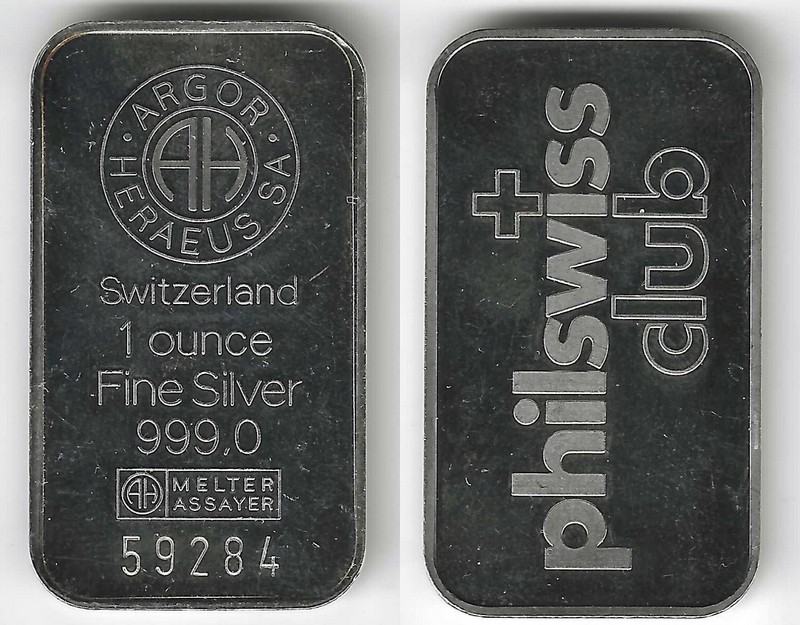 ARGOR
HERAEUS SA
AH
Switzerland
1 ounce
Fine Silver
999,0
AH MELTER
ASSAYER
59284
philswiss
club